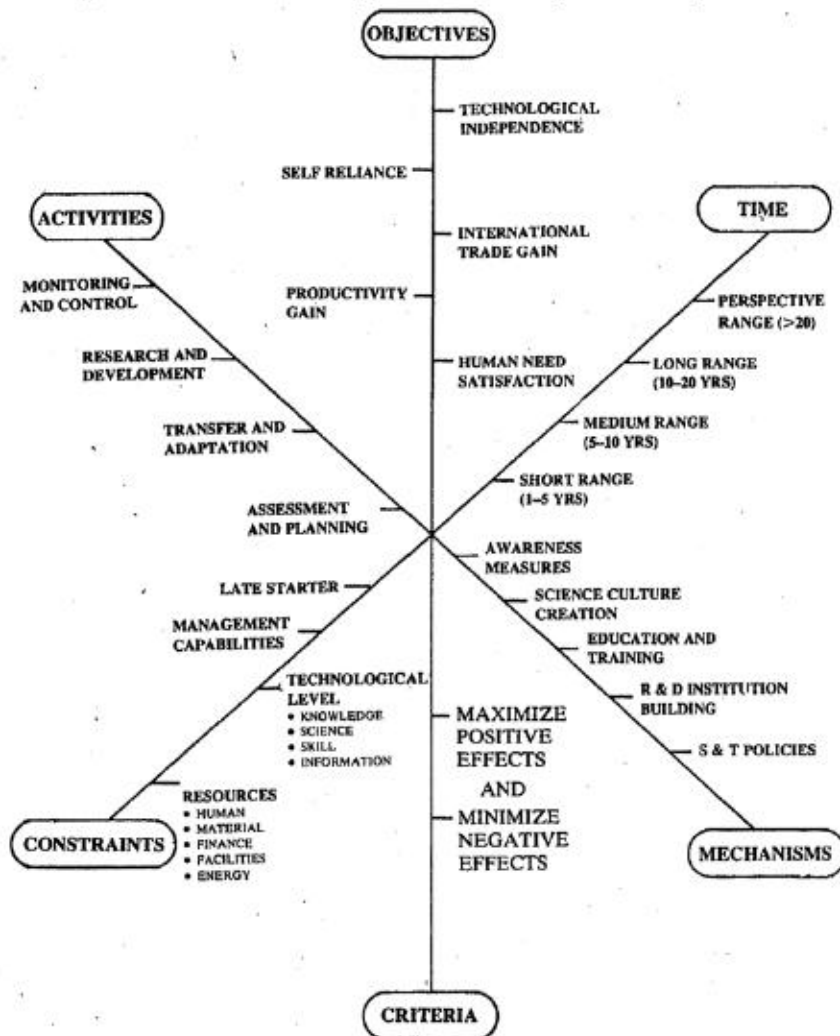 OBJECTIVES
TECHNOLOGICAL
INDEPENDENCE
SELF RELIANCE
INTERNATIONAL
TRADE GAIN
PRODUCTIVITY
GAIN
HUMAN NEED
SATISFACTION
ACTIVITIES
MONITORING
AND CONTROL
RESEARCH AND
DEVELOPMENT
TRANSFER AND
ADAPTATION
ASSESSMENT
AND PLANNING
TIME
PERSPECTIVE
RANGE (>20)
LONG RANGE
(10–20 YRS)
MEDIUM RANGE
(5–10 YRS)
SHORT RANGE
(1–5 YRS)
LATE STARTER
MANAGEMENT
CAPABILITIES
TECHNOLOGICAL
LEVEL
• KNOWLEDGE
• SCIENCE
• SKILL
• INFORMATION
RESOURCES
• HUMAN
• MATERIAL
• FINANCE
• FACILITIES
• ENERGY
CONSTRAINTS
AWARENESS
MEASURES
SCIENCE CULTURE
CREATION
EDUCATION AND
TRAINING
R & D INSTITUTION
BUILDING
S & T POLICIES
MECHANISMS
MAXIMIZE
POSITIVE
EFFECTS
AND
MINIMIZE
NEGATIVE
EFFECTS
CRITERIA